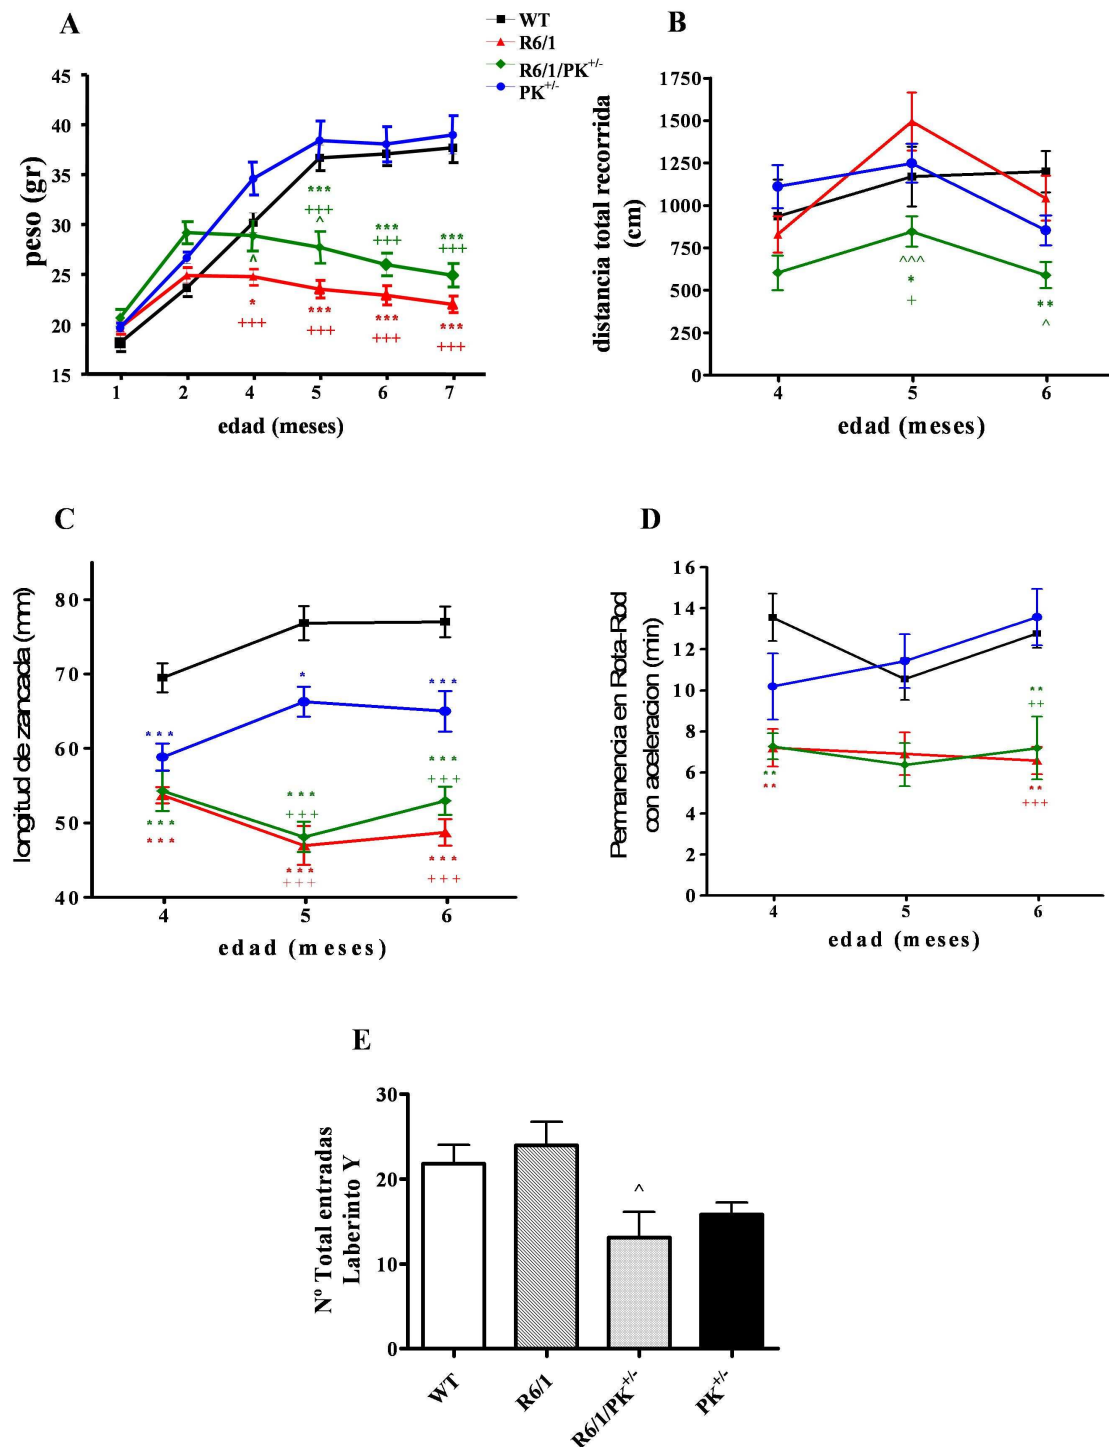 A
WT
R6/1
R6/1/PK+/-
PK+/-
45
40
35
30
25
20
15
peso (gr)
***
+++
^
***
+++
***
+++
^
*
+++
***
+++
***
+++
***
+++
1 2 4 5 6 7
edad (meses)
B
1750
1500
1250
1000
750
500
250
0
distancia total recorrida
(cm)
^^^
*
+
**
^
4 5 6
edad (meses)
C
80
70
60
50
40
longitud de zancada (mm)
***
*
***
***
+++
***
+++
***
***
***
+++
***
+++
4 5 6
edad (meses)
D
16
14
12
10
8
6
4
2
0
Permanencia en Rota-Rod
con aceleracion (min)
**
++
**
**
**
+++
4 5 6
edad (meses)
E
30
20
10
0
Nº Total entradas
Laberinto Y
^
WT
R6/1
R6/1/PK+/-
PK+/-